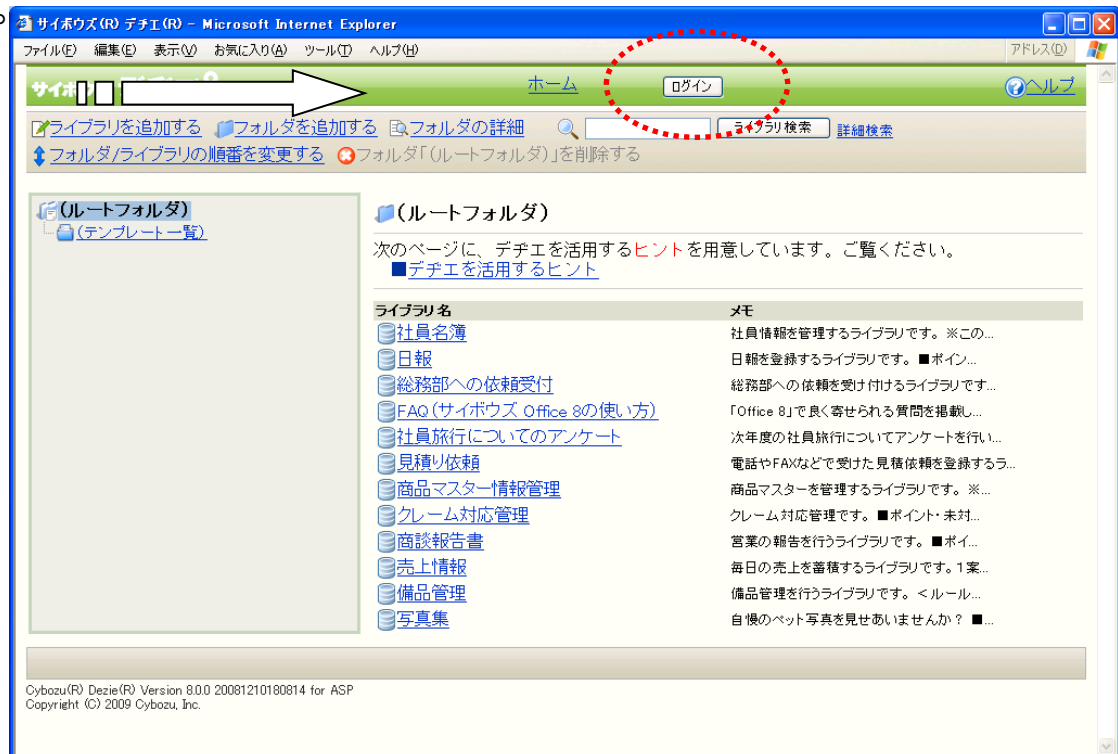 サイボウズ(R) デヂエ(R) - Microsoft Internet Explorer
ファイル(F) 編集(E) 表示(V) お気に入り(A) ツール(T) ヘルプ(H) アドレス(D)
ホーム ログイン ヘルプ
ライブラリを追加する フォルダを追加する フォルダの詳細 ライブラリ検索 詳細検索
フォルダ/ライブラリの順番を変更する フォルダ「(ルートフォルダ)」を削除する
(ルートフォルダ)
(テンプレート一覧)
(ルートフォルダ)
次のページに、デヂエを活用するヒントを用意しています。ご覧ください。
■デヂエを活用するヒント
ライブラリ名 メモ
社員名簿 社員情報を管理するライブラリです。※この...
日報 日報を登録するライブラリです。■ポイン...
総務部への依頼受付 総務部への依頼を受け付けるライブラリです...
FAQ(サイボウズ Office 8の使い方) 「Office 8」で良く寄せられる質問を掲載し...
社員旅行についてのアンケート 次年度の社員旅行についてアンケートを行い...
見積り依頼 電話やFAXなどで受けた見積依頼を登録するラ...
商品マスター情報管理 商品マスターを管理するライブラリです。※...
クレーム対応管理 クレーム対応管理です。■ポイント・未対...
商談報告書 営業の報告を行うライブラリです。■ポイ...
売上情報 毎日の売上を蓄積するライブラリです。1案...
備品管理 備品管理を行うライブラリです。<ルール...
写真集 自慢のペット写真を見せあいませんか? ■...
Cybozu(R) Dezie(R) Version 8.0.0 20081210180814 for ASP
Copyright (C) 2009 Cybozu, Inc.